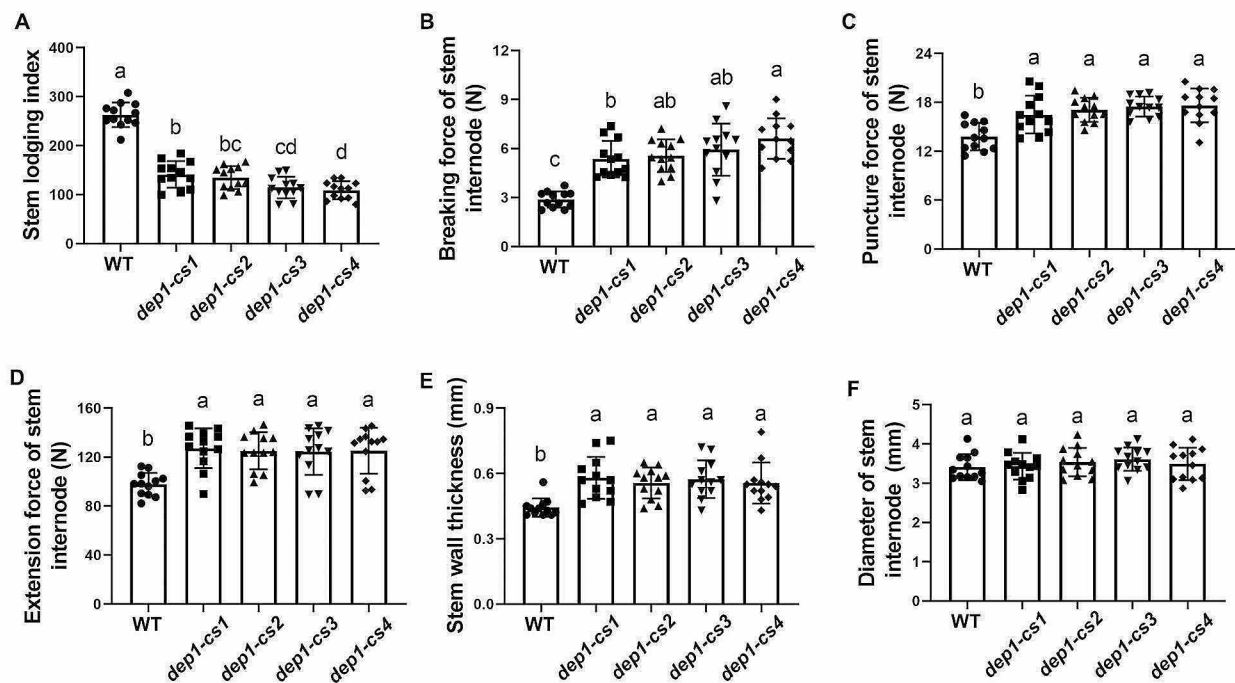 A
Stem lodging index
400
300
200
100
0
a
b
bc
cd
d
WT
dep1-cs1
dep1-cs2
dep1-cs3
dep1-cs4
B
Breaking force of stem
internode (N)
12
9
6
3
0
c
b
ab
ab
a
WT
dep1-cs1
dep1-cs2
dep1-cs3
dep1-cs4
C
Puncture force of stem
internode (N)
24
18
12
6
0
b
a
a
a
a
WT
dep1-cs1
dep1-cs2
dep1-cs3
dep1-cs4
D
Extension force of stem
internode (N)
160
120
80
40
0
b
a
a
a
a
WT
dep1-cs1
dep1-cs2
dep1-cs3
dep1-cs4
E
Stem wall thickness (mm)
0.9
0.6
0.3
0.0
b
a
a
a
a
WT
dep1-cs1
dep1-cs2
dep1-cs3
dep1-cs4
F
Diameter of stem
internode (mm)
5
4
3
2
1
0
a
a
a
a
a
WT
dep1-cs1
dep1-cs2
dep1-cs3
dep1-cs4